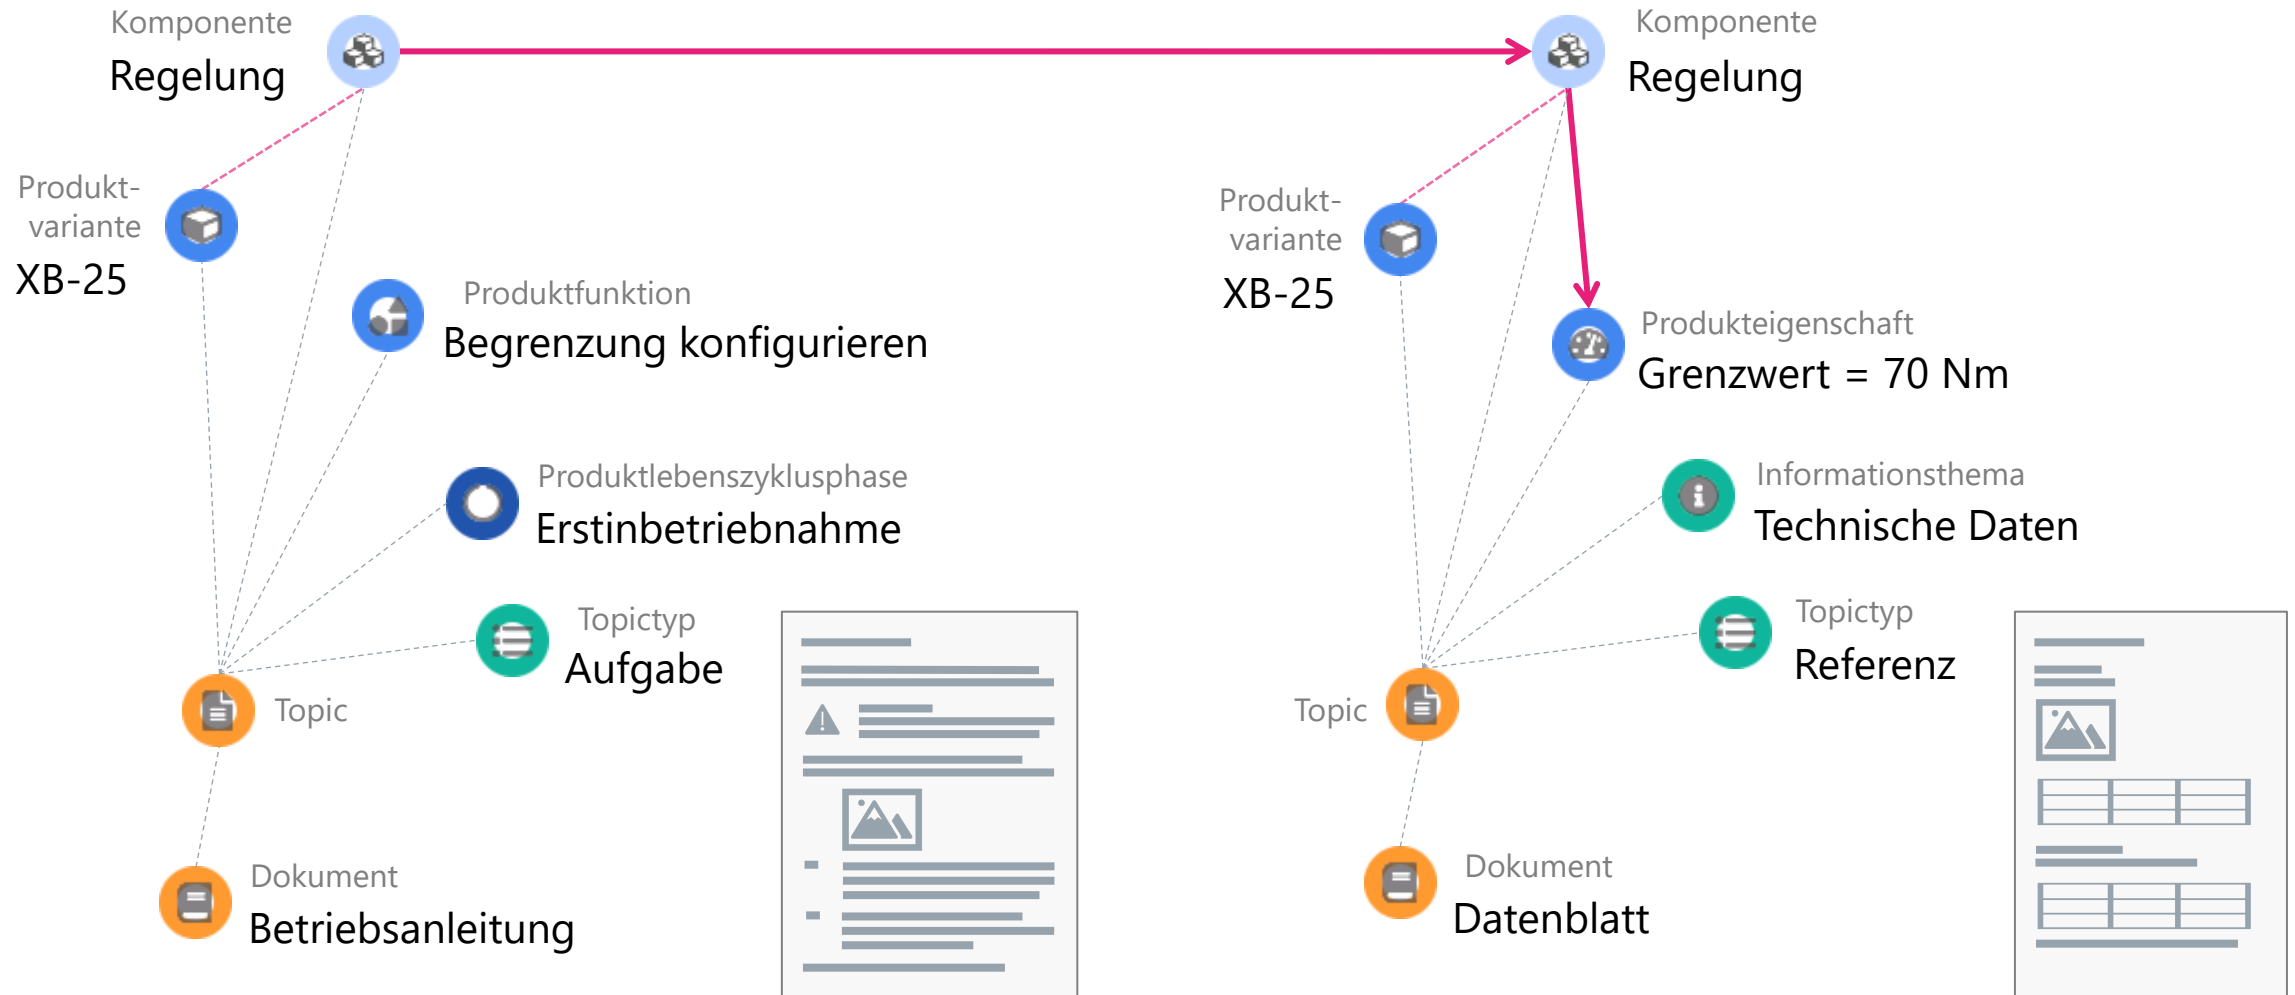 Komponente
Regelung
Produkt-
variante
XB-25
Produktfunktion
Begrenzung konfigurieren
Produktlebenszyklusphase
Erstinbetriebnahme
Topictyp
Aufgabe
Topic
Dokument
Betriebsanleitung
Komponente
Regelung
Produkt-
variante
XB-25
Produkteigenschaft
Grenzwert = 70 Nm
Informationsthema
Technische Daten
Topictyp
Referenz
Topic
Dokument
Datenblatt